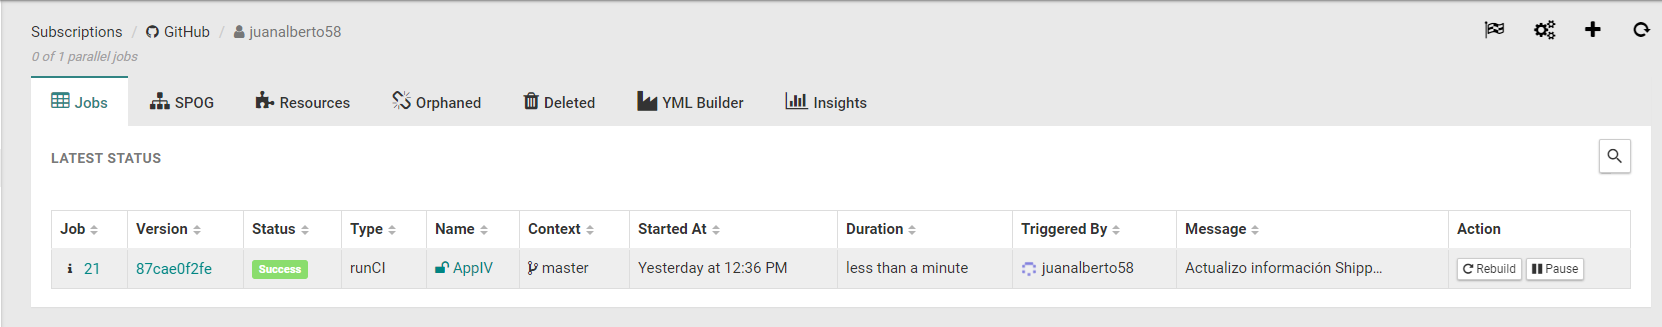 Subscriptions / GitHub / juanalberto58
0 of 1 parallel jobs
Jobs SPOG Resources Orphaned Deleted YML Builder Insights
LATEST STATUS
Job Version Status Type Name Context Started At Duration Triggered By Message Action
21 87cae0f2fe Success runCI AppIV master Yesterday at 12:36 PM less than a minute juanalberto58 Actualizo información Shipp... Rebuild Pause